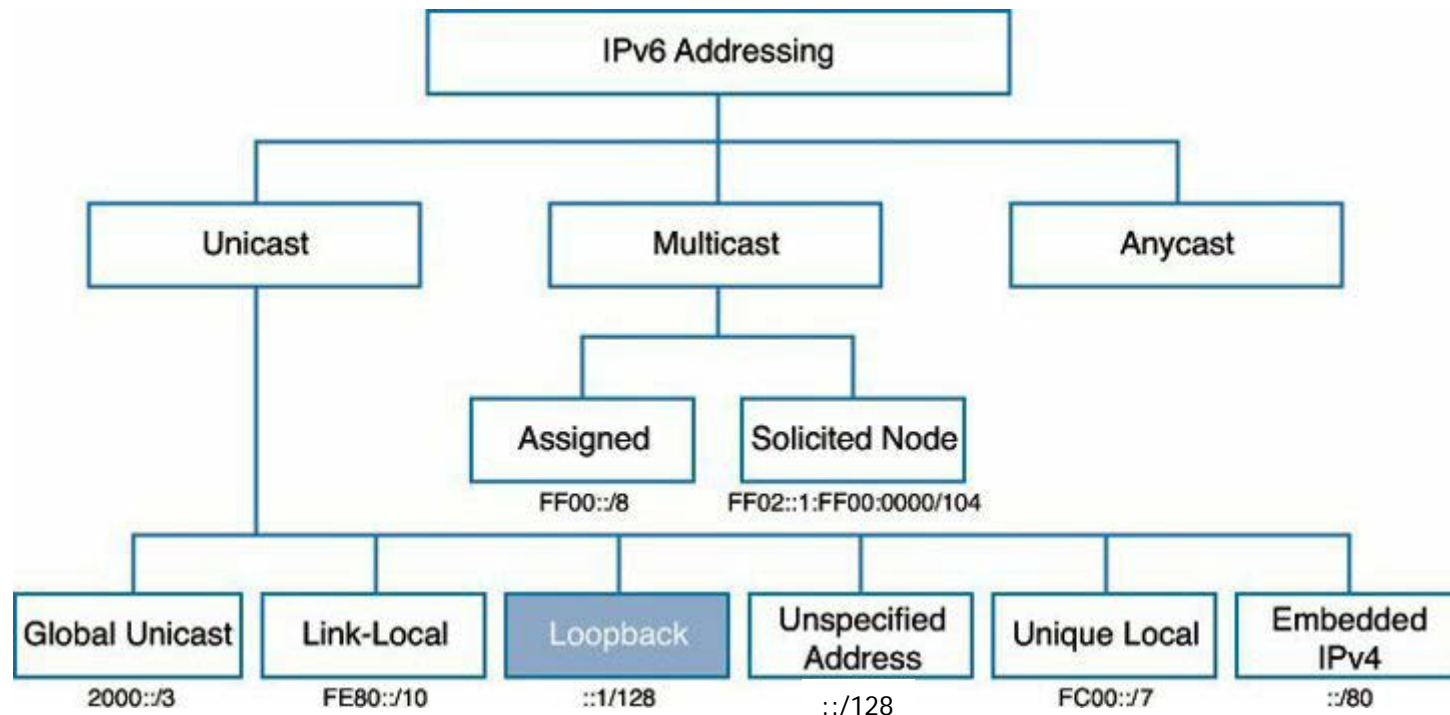 IPv6 Addressing
Unicast
Multicast
Anycast
Assigned
Solicited Node
FF00::/8
FF02::1:FF00:0000/104
Global Unicast
Link-Local
Loopback
Unspecified
Address
Unique Local
Embedded
IPv4
2000::/3
FE80::/10
::1/128
::/128
FC00::/7
::/80